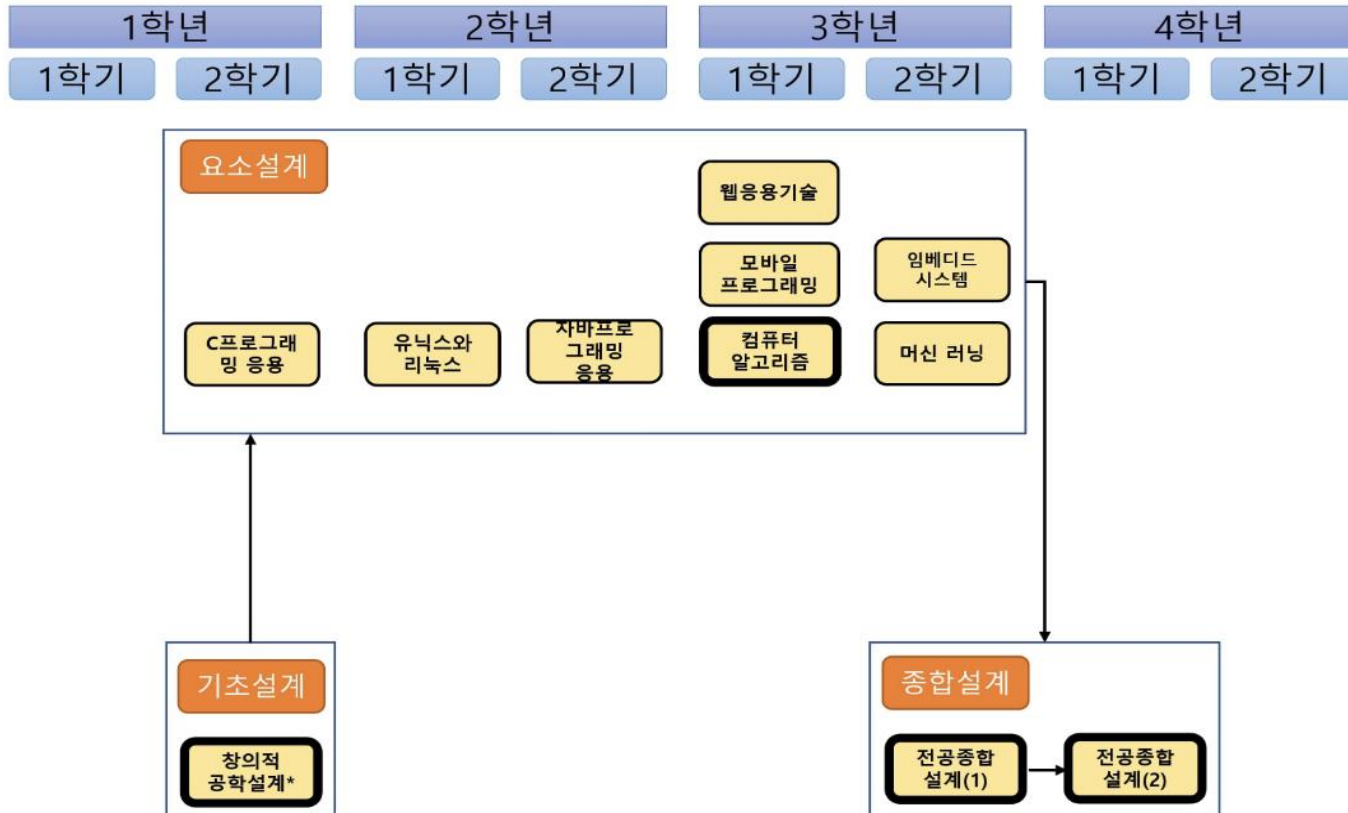 1학년
2학년
3학년
4학년
1학기
2학기
1학기
2학기
1학기
2학기
1학기
2학기
요소설계
웹응용기술
모바일
프로그래밍
임베디드
시스템
C프로그래
밍 응용
유닉스와
리눅스
자바프로
그래밍
응용
컴퓨터
알고리즘
머신 러닝
기초설계
창의적
공학설계*
종합설계
전공종합
설계(1)
전공종합
설계(2)